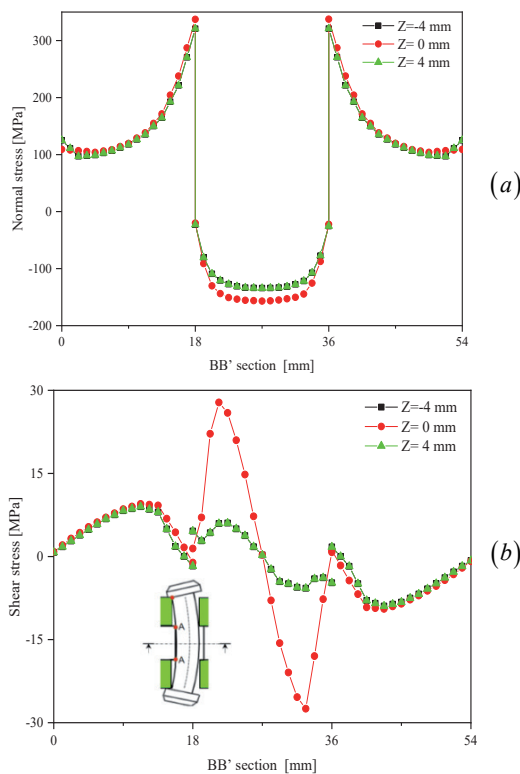 Z=-4 mm
Z= 0 mm
Z= 4 mm
300
200
100
0
-100
-200
Normal stress [MPa]
0
18
36
54
BB' section [mm]
(a)
30
15
0
-15
-30
Shear stress [MPa]
Z=-4 mm
Z= 0 mm
Z= 4 mm
A
A
0
18
36
54
BB' section [mm]
(b)